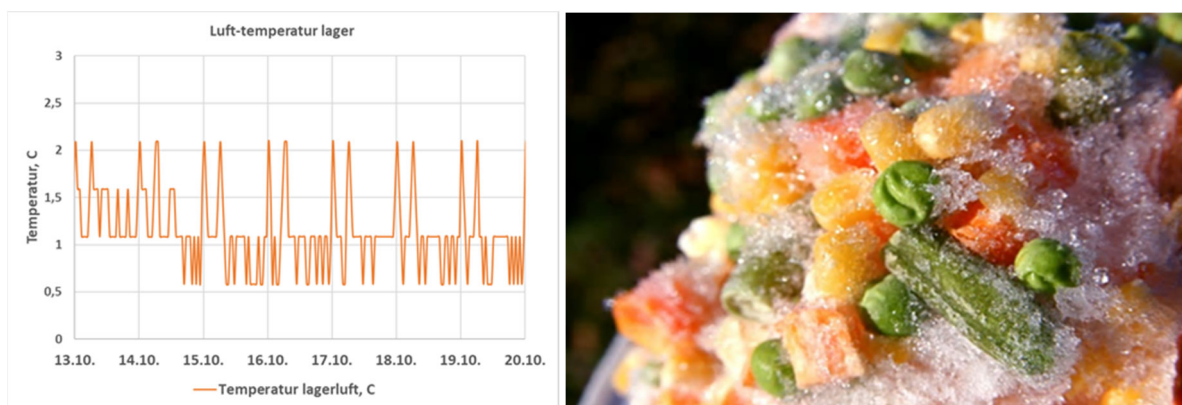 Luft-temperatur lager
Temperatur, C
3
2,5
2
1,5
1
0,5
0
13.10. 14.10. 15.10. 16.10. 17.10. 18.10. 19.10. 20.10.
Temperatur lagerluft, C